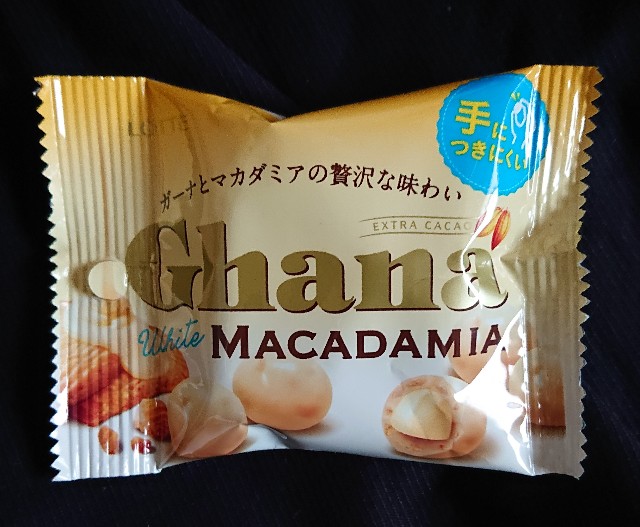 LOTTE
手に
つきにくい
ガーナとマカダミアの贅沢な味わい
EXTRA CACAO
Ghana
White
MACADAMIA